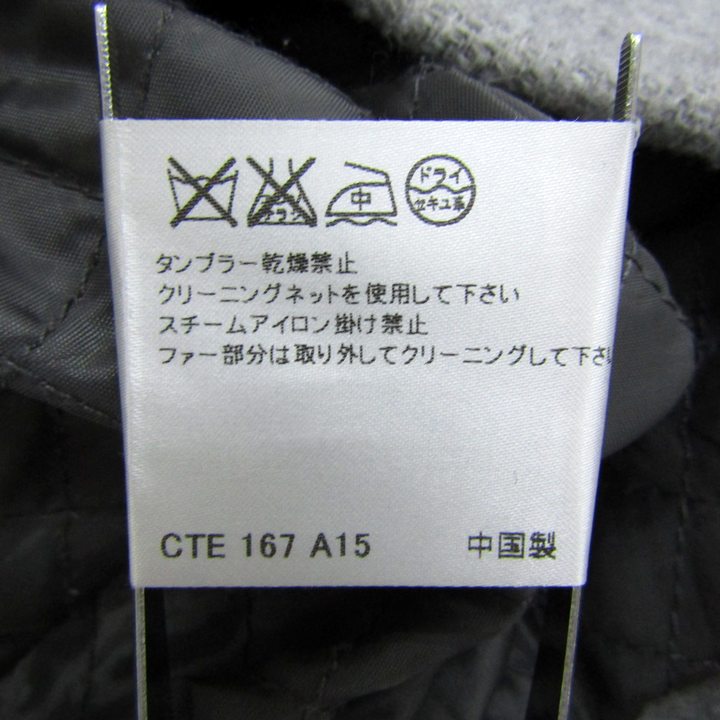 エンソ
中
ドライ
セキユ系
タンブラー乾燥禁止
クリーニングネットを使用して下さい
スチームアイロン掛け禁止
ファー部分は取り外してクリーニングして下さい
CTE 167 A15 中国製